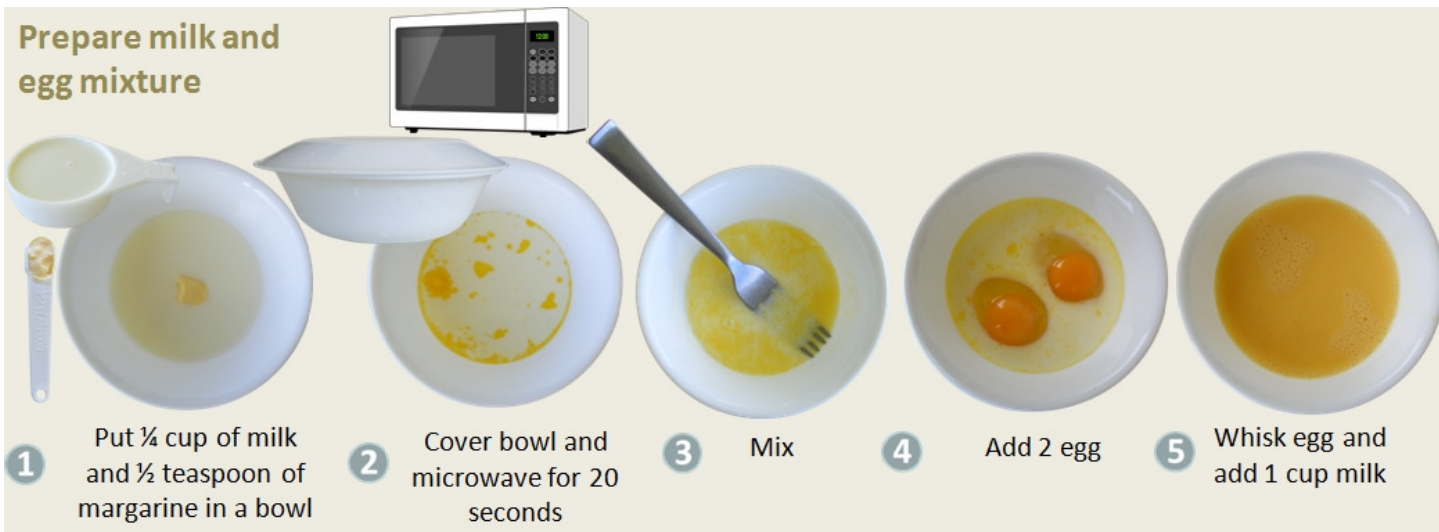 Prepare milk and
egg mixture
12:00
1
Put ¼ cup of milk
and ½ teaspoon of
margarine in a bowl
2
Cover bowl and
microwave for 20
seconds
3
Mix
4
Add 2 egg
5
Whisk egg and
add 1 cup milk